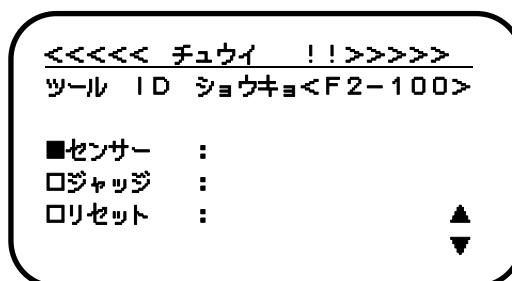 <<<<< チュウイ !!>>>>>
ツール ID ショウキョ<F2-100>
■センサー :
□ジャッジ :
□リセット :
▲
▼